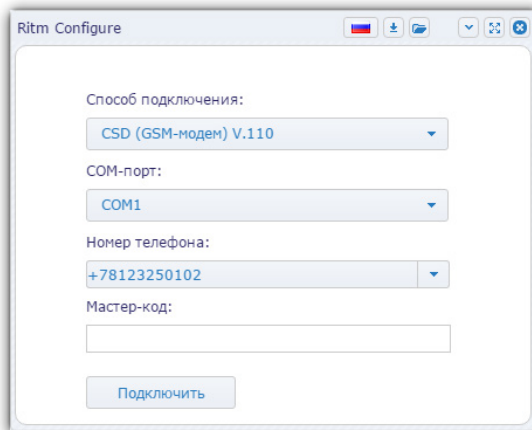 Ritm Configure
Способ подключения:
CSD (GSM-модем) V.110
COM-порт:
COM1
Номер телефона:
+78123250102
Мастер-код:
Подключить